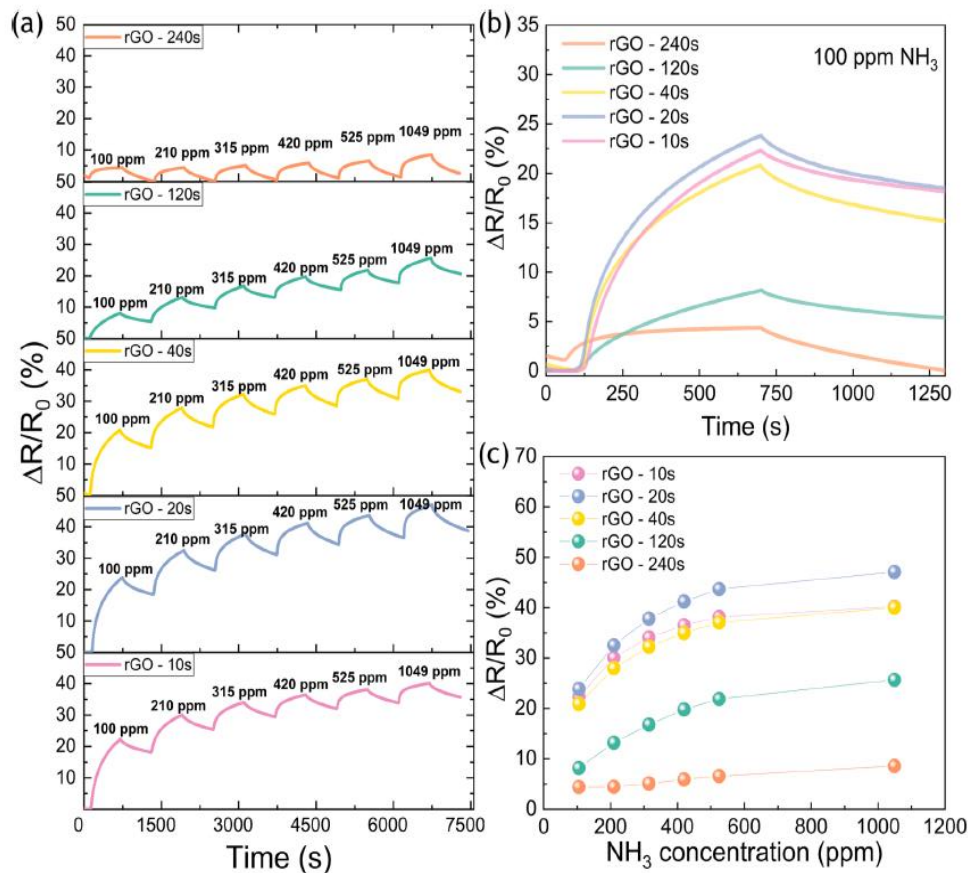 (a)
50
rGO - 240s
40
30
20
10
100 ppm 210 ppm 315 ppm 420 ppm 525 ppm 1049 ppm
50
rGO - 120s
40
30
20
10
100 ppm 210 ppm 315 ppm 420 ppm 525 ppm 1049 ppm
50
rGO - 40s
40
30
20
10
100 ppm 210 ppm 315 ppm 420 ppm 525 ppm 1049 ppm
50
rGO - 20s
40
30
20
10
100 ppm 210 ppm 315 ppm 420 ppm 525 ppm 1049 ppm
rGO - 10s
40
30
20
10
100 ppm 210 ppm 315 ppm 420 ppm 525 ppm 1049 ppm
ΔR/R₀ (%)
0 1500 3000 4500 6000 7500
Time (s)
(b)
rGO - 240s
rGO - 120s
rGO - 40s
rGO - 20s
rGO - 10s
100 ppm NH₃
30
25
20
15
10
5
0
ΔR/R₀ (%)
0 250 500 750 1000 1250
Time (s)
(c)
rGO - 10s
rGO - 20s
rGO - 40s
rGO - 120s
rGO - 240s
70
60
50
40
30
20
10
0
ΔR/R₀ (%)
0 200 400 600 800 1000 1200
NH₃ concentration (ppm)